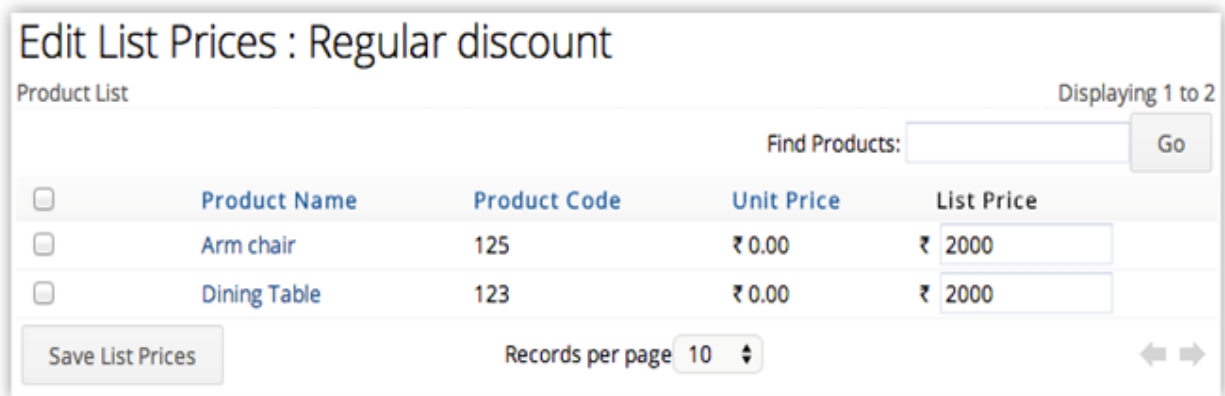 Edit List Prices : Regular discount
Product List Displaying 1 to 2
Find Products: Go
Product Name Product Code Unit Price List Price
Arm chair 125 ₹ 0.00 ₹ 2000
Dining Table 123 ₹ 0.00 ₹ 2000
Save List Prices Records per page 10